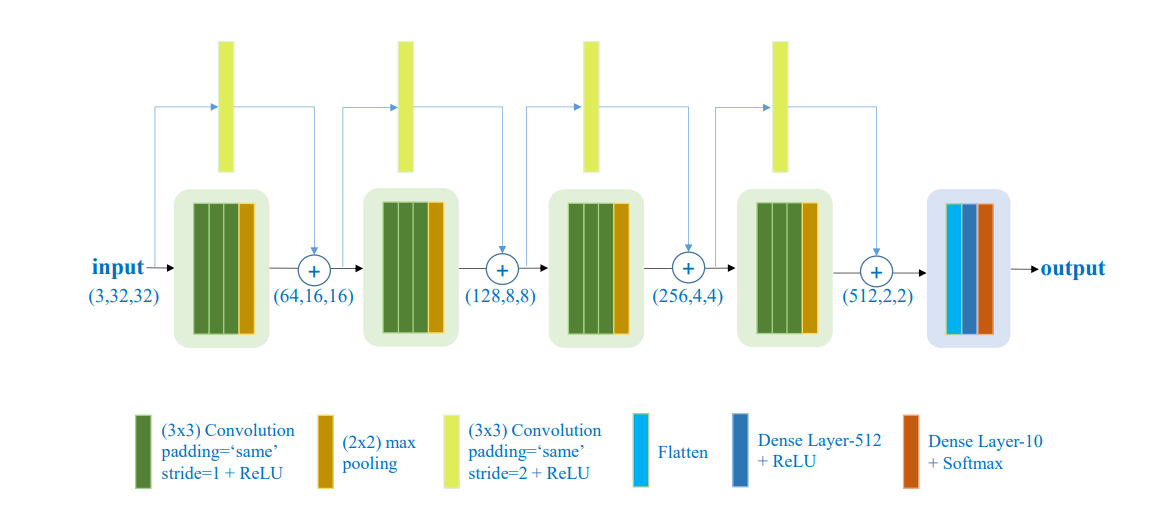 input
(3,32,32)
+
(64,16,16)
+
(128,8,8)
+
(256,4,4)
+
(512,2,2)
output
(3x3) Convolution
padding=‘same’
stride=1 + ReLU
(2x2) max
pooling
(3x3) Convolution
padding=‘same’
stride=2 + ReLU
Flatten
Dense Layer-512
+ ReLU
Dense Layer-10
+ Softmax